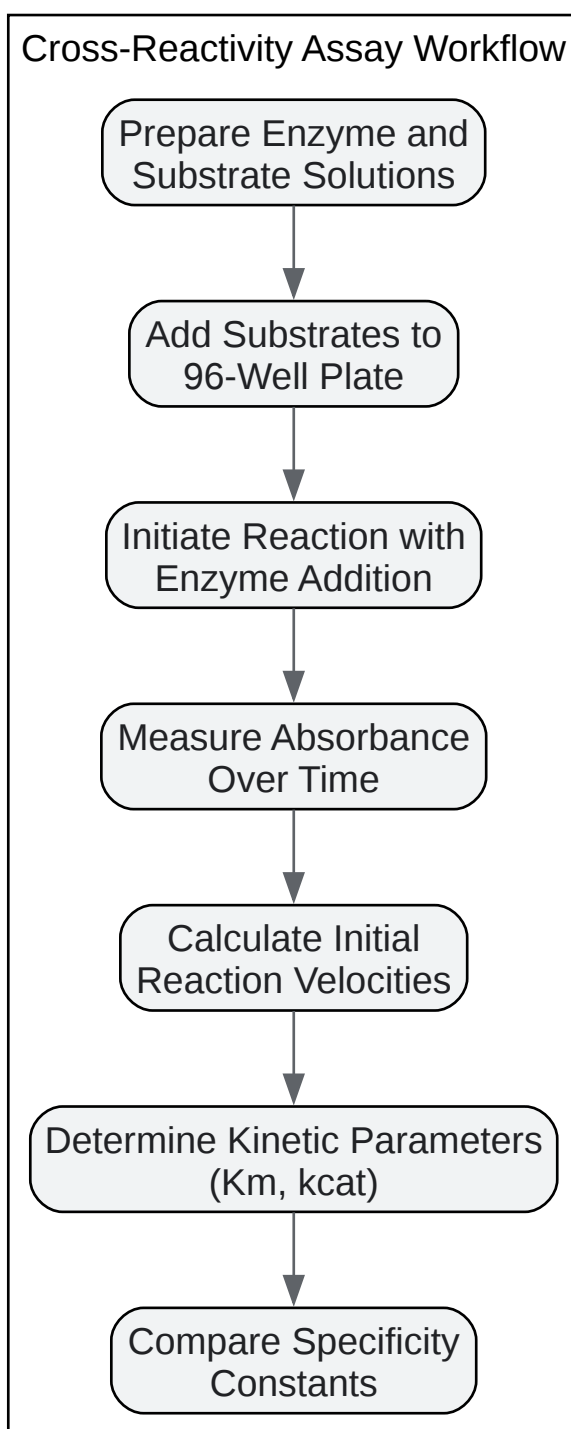 Cross-Reactivity Assay Workflow
Prepare Enzyme and
Substrate Solutions
Add Substrates to
96-Well Plate
Initiate Reaction with
Enzyme Addition
Measure Absorbance
Over Time
Calculate Initial
Reaction Velocities
Determine Kinetic Parameters
(Km, kcat)
Compare Specificity
Constants